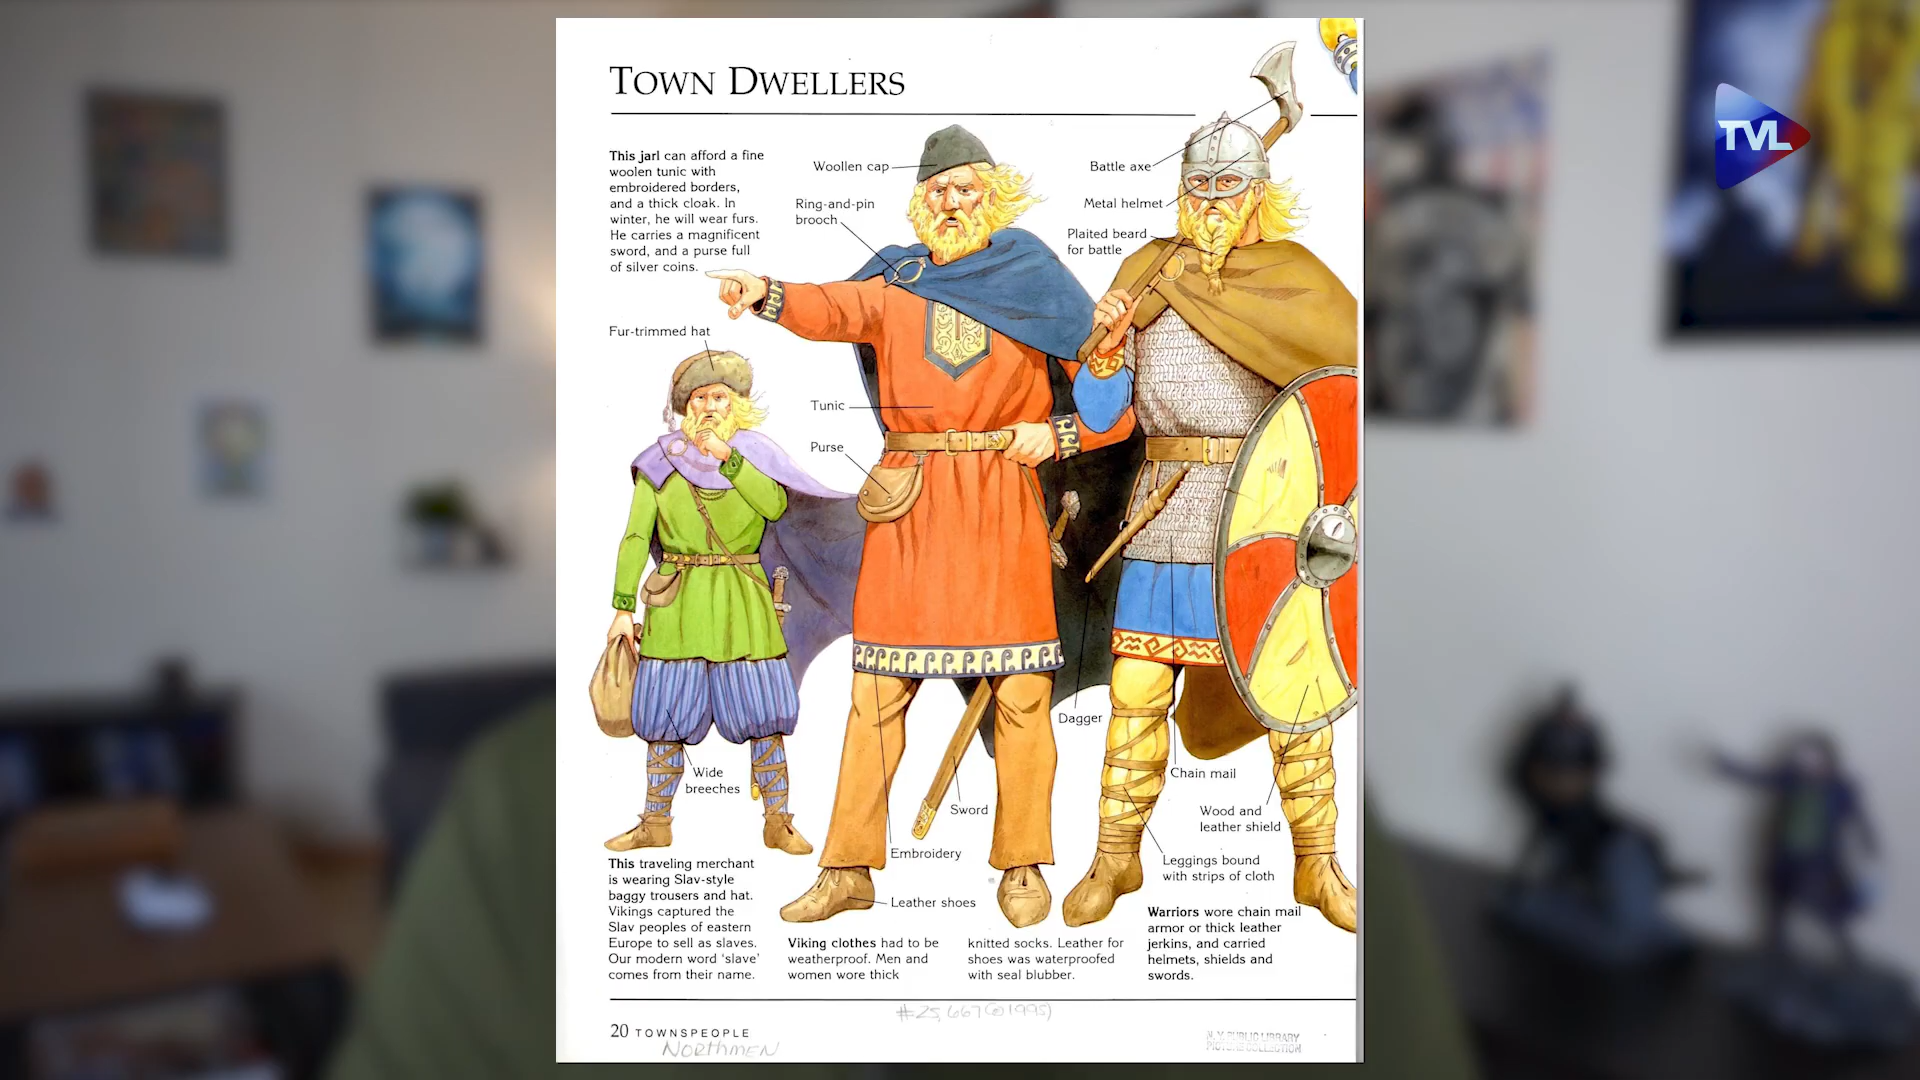 TOWN DWELLERS
TVL
This jarl can afford a fine
woolen tunic with
embroidered borders,
and a thick cloak. In
winter, he will wear furs.
He carries a magnificent
sword, and a purse full
of silver coins.
Woollen cap
Ring-and-pin
brooch
Battle axe
Metal helmet
Plaited beard
for battle
Fur-trimmed hat
Tunic
Purse
Dagger
Wide
breeches
Chain mail
Sword
Wood and
leather shield
Embroidery
Leggings bound
with strips of cloth
Leather shoes
This traveling merchant
is wearing Slav-style
baggy trousers and hat.
Vikings captured the
Slav peoples of eastern
Europe to sell as slaves.
Our modern word 'slave'
comes from their name.
Viking clothes had to be
weatherproof. Men and
women wore thick
knitted socks. Leather for
shoes was waterproofed
with seal blubber.
Warriors wore chain mail
armor or thick leather
jerkins, and carried
helmets, shields and
swords.
#25,667 (©1995)
20 TOWNSPEOPLE
NORTHMEN
N.Y. PUBLIC LIBRARY
PICTURE COLLECTION